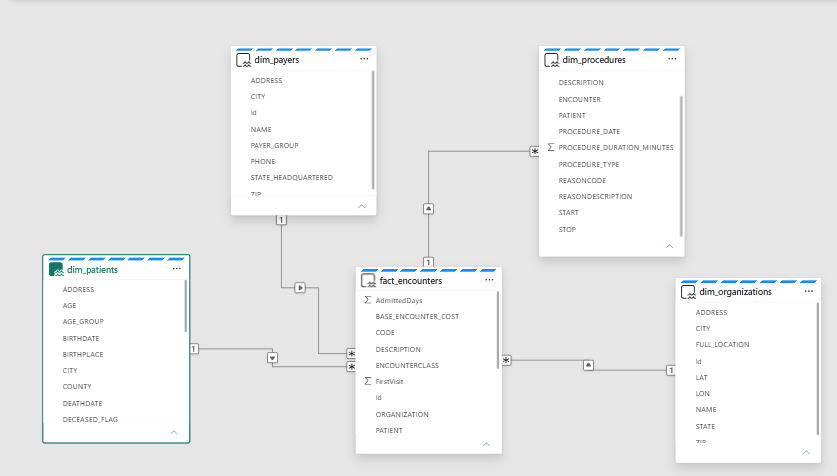 dim_payers ...
ADDRESS
CITY
Id
NAME
PAYER_GROUP
PHONE
STATE_HEADQUARTERED
ZIP
1
dim_procedures ...
DESCRIPTION
ENCOUNTER
PATIENT
PROCEDURE_DATE
Σ PROCEDURE_DURATION_MINUTES
PROCEDURE_TYPE
REASONCODE
REASONDESCRIPTION
START
STOP
*
1
dim_patients ...
ADDRESS
AGE
AGE_GROUP
BIRTHDATE
BIRTHPLACE
CITY
COUNTY
DEATHDATE
DECEASED_FLAG
1
*
*
fact_encounters ...
Σ AdmittedDays
BASE_ENCOUNTER_COST
CODE
DESCRIPTION
ENCOUNTERCLASS
Σ FirstVisit
Id
ORGANIZATION
PATIENT
*
1
dim_organizations ...
ADDRESS
CITY
FULL_LOCATION
Id
LAT
LON
NAME
STATE
ZIP